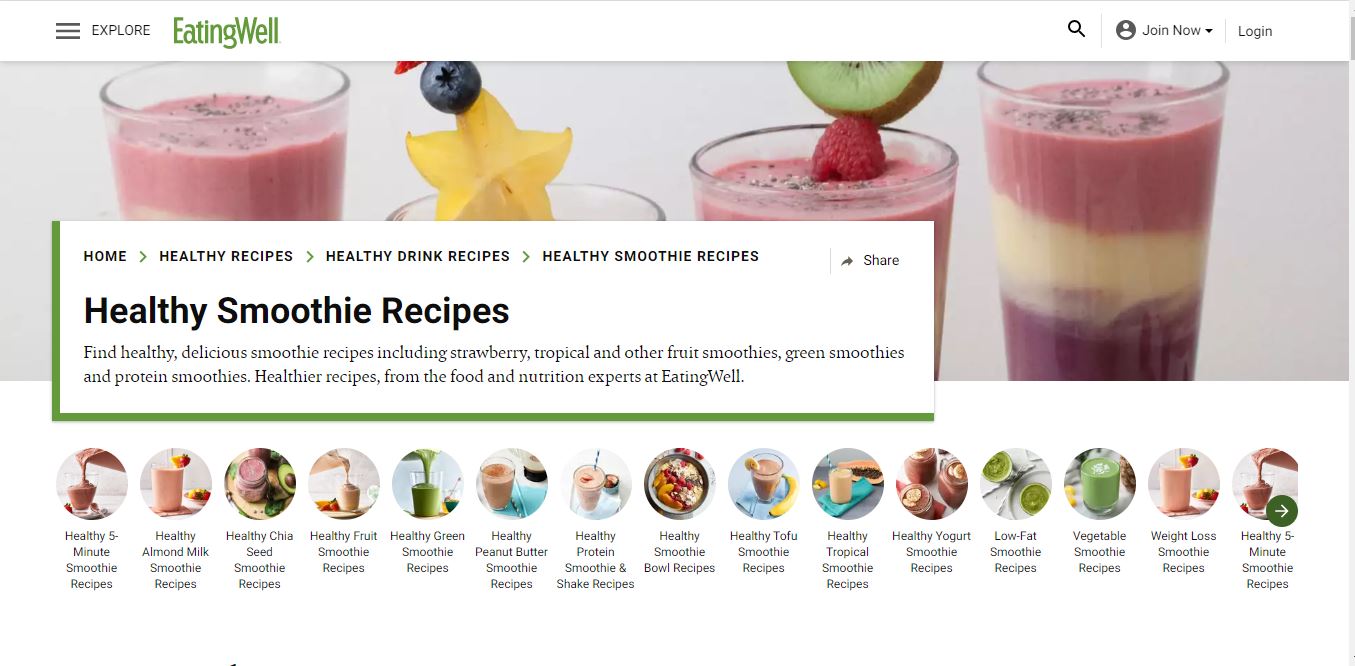 EXPLORE
EatingWell
Join Now
Login
HOME > HEALTHY RECIPES > HEALTHY DRINK RECIPES > HEALTHY SMOOTHIE RECIPES
Share
Healthy Smoothie Recipes
Find healthy, delicious smoothie recipes including strawberry, tropical and other fruit smoothies, green smoothies
and protein smoothies. Healthier recipes, from the food and nutrition experts at EatingWell.
Healthy 5-
Minute
Smoothie
Recipes
Healthy
Almond Milk
Smoothie
Recipes
Healthy Chia
Seed
Smoothie
Recipes
Healthy Fruit
Smoothie
Recipes
Healthy Green
Smoothie
Recipes
Healthy
Peanut Butter
Smoothie
Recipes
Healthy
Protein
Smoothie &
Shake Recipes
Healthy
Smoothie
Bowl Recipes
Healthy Tofu
Smoothie
Recipes
Healthy
Tropical
Smoothie
Recipes
Healthy Yogurt
Smoothie
Recipes
Low-Fat
Smoothie
Recipes
Vegetable
Smoothie
Recipes
Weight Loss
Smoothie
Recipes
Healthy 5-
Minute
Smoothie
Recipes